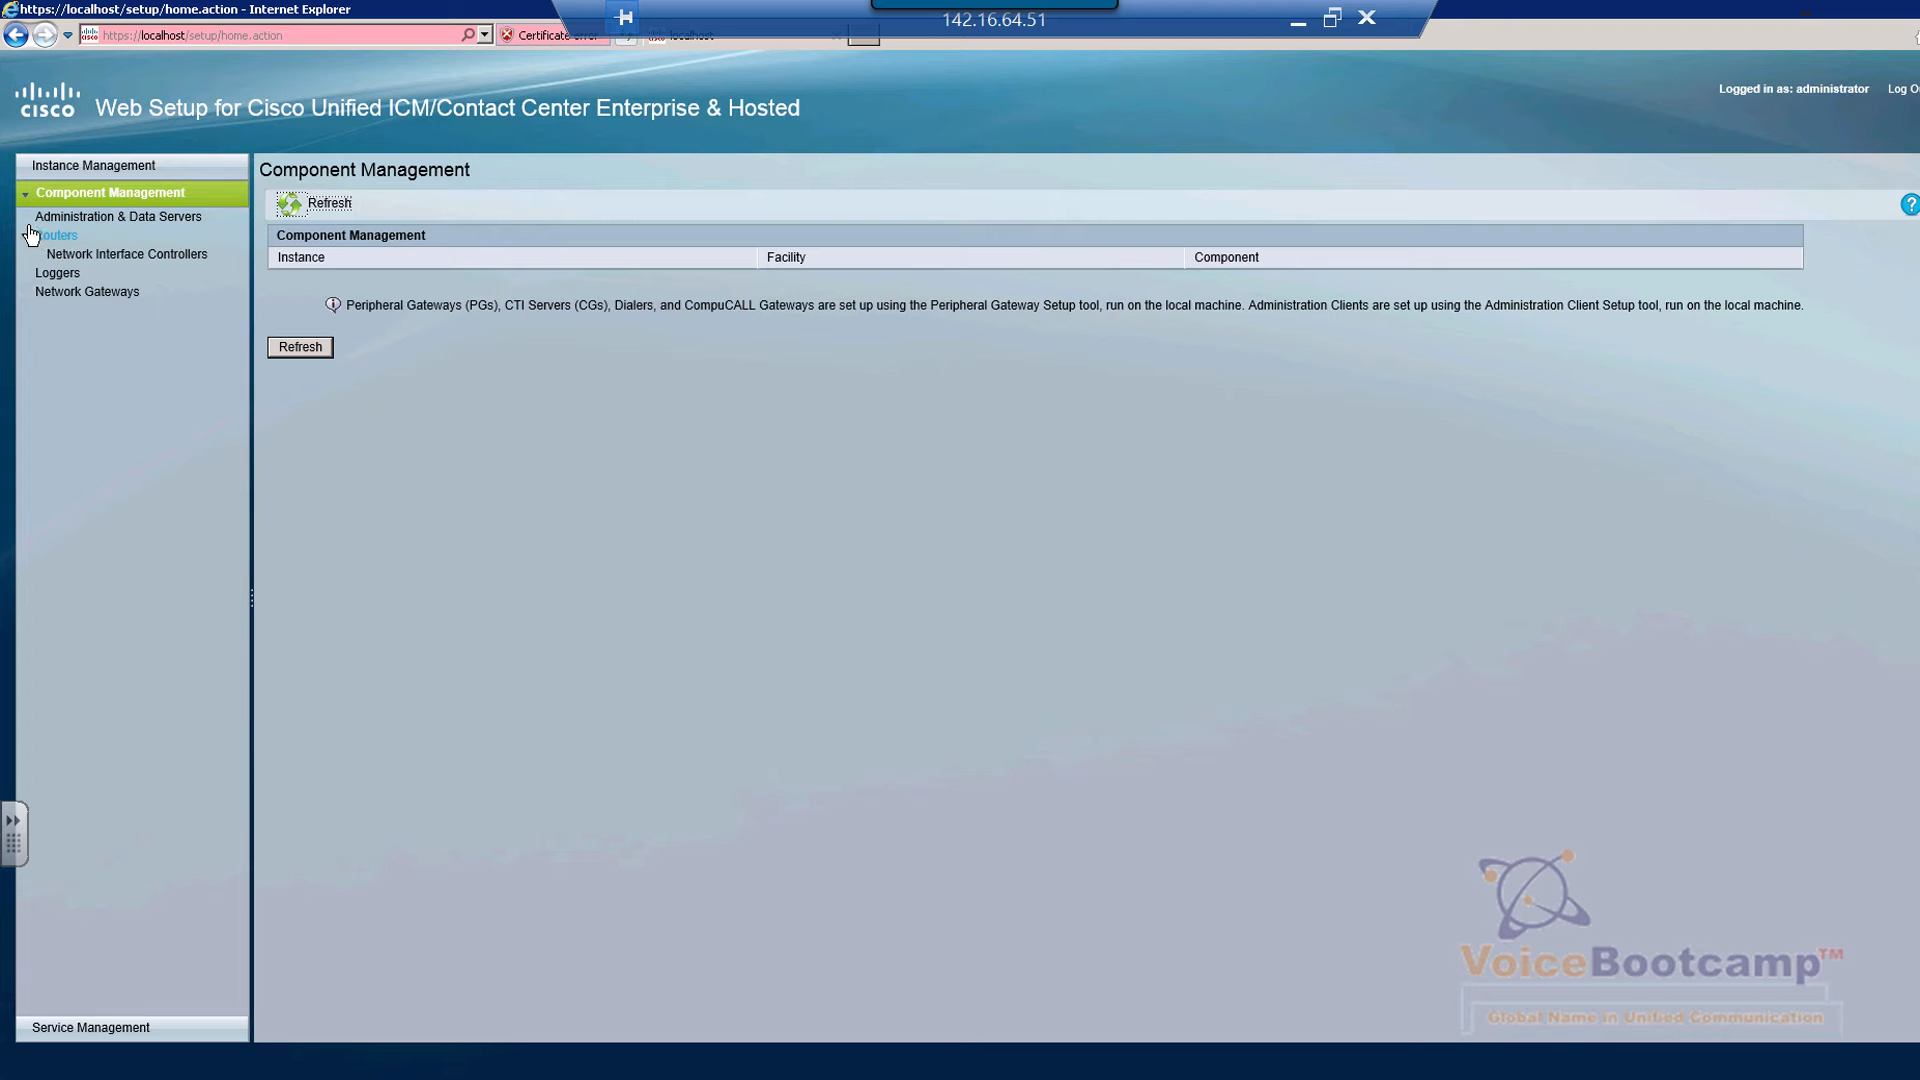 https://localhost/setup/home.action - Internet Explorer
142.16.64.51
https://localhost/setup/home.action
Certificate error
localhost
cisco
Web Setup for Cisco Unified ICM/Contact Center Enterprise & Hosted
Logged in as: administrator
Log O
Instance Management
Component Management
Administration & Data Servers
outers
Network Interface Controllers
Loggers
Network Gateways
Service Management
Component Management
Refresh
Component Management
Instance Facility Component
Peripheral Gateways (PGs), CTI Servers (CGs), Dialers, and CompuCALL Gateways are set up using the Peripheral Gateway Setup tool, run on the local machine. Administration Clients are set up using the Administration Client Setup tool, run on the local machine.
Refresh
VoiceBootcamp™
Global Name in Unified Communication